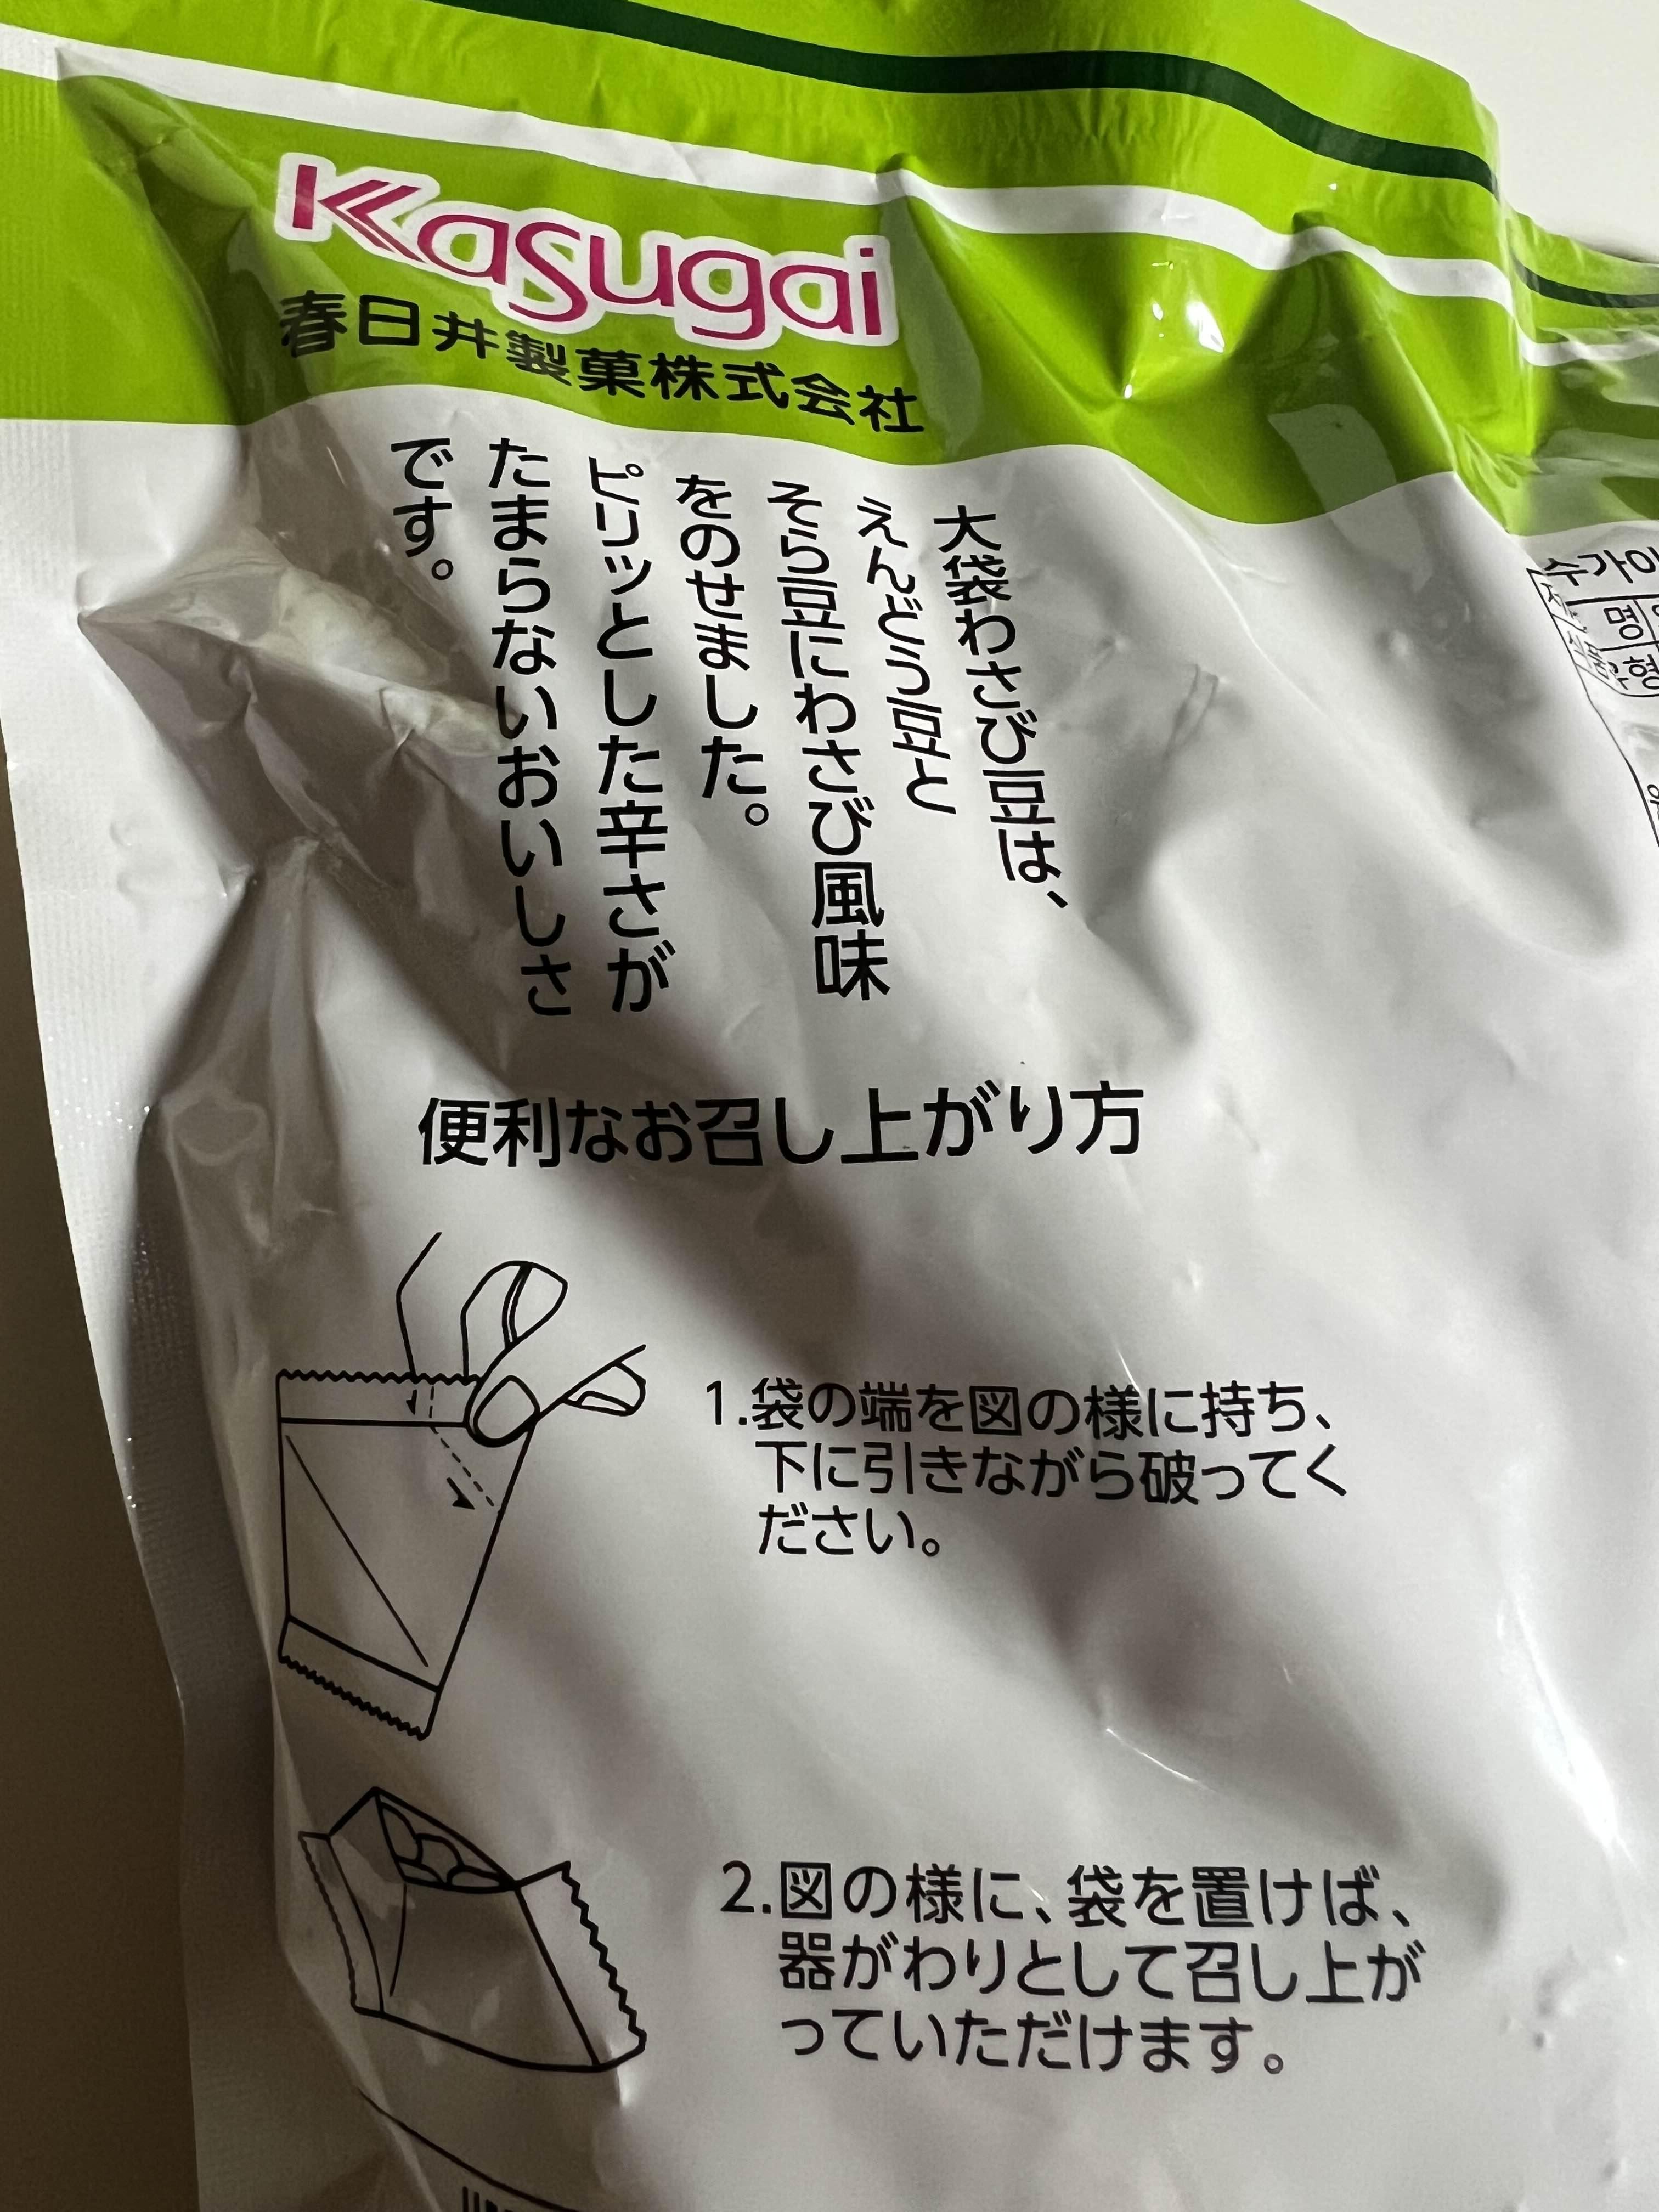 Kasugai
春日井製菓株式会社
大袋わさび豆は、
えんどう豆と
そら豆にわさび風味
をのせました。
ピリッとした辛さが
たまらないおいしさ
です。
便利なお召し上がり方
1.袋の端を図の様に持ち、
下に引きながら破ってく
ださい。
2.図の様に、袋を置けば、
器がわりとして召し上が
っていただけます。
수가이
명
유형